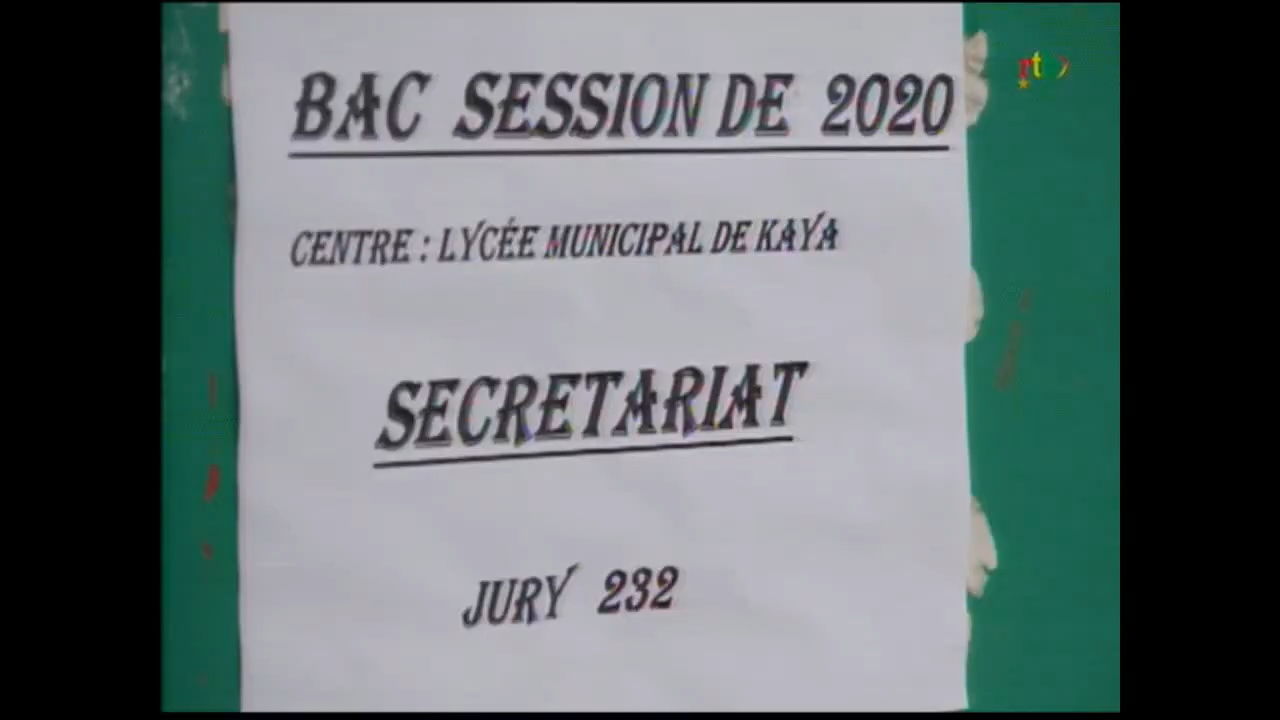 BAC SESSION DE 2020
CENTRE : LYCÉE MUNICIPAL DE KAYA
SECRETARIAT
JURY 232